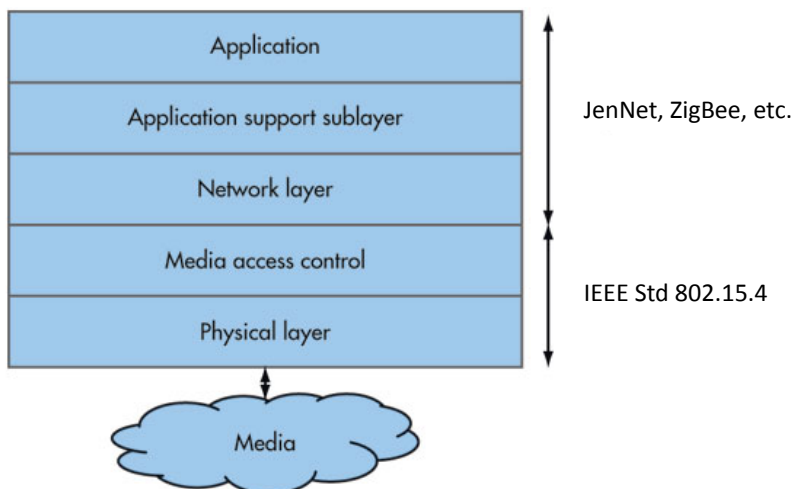 Application
Application support sublayer
JenNet, ZigBee, etc.
Network layer
Media access control
IEEE Std 802.15.4
Physical layer
Media